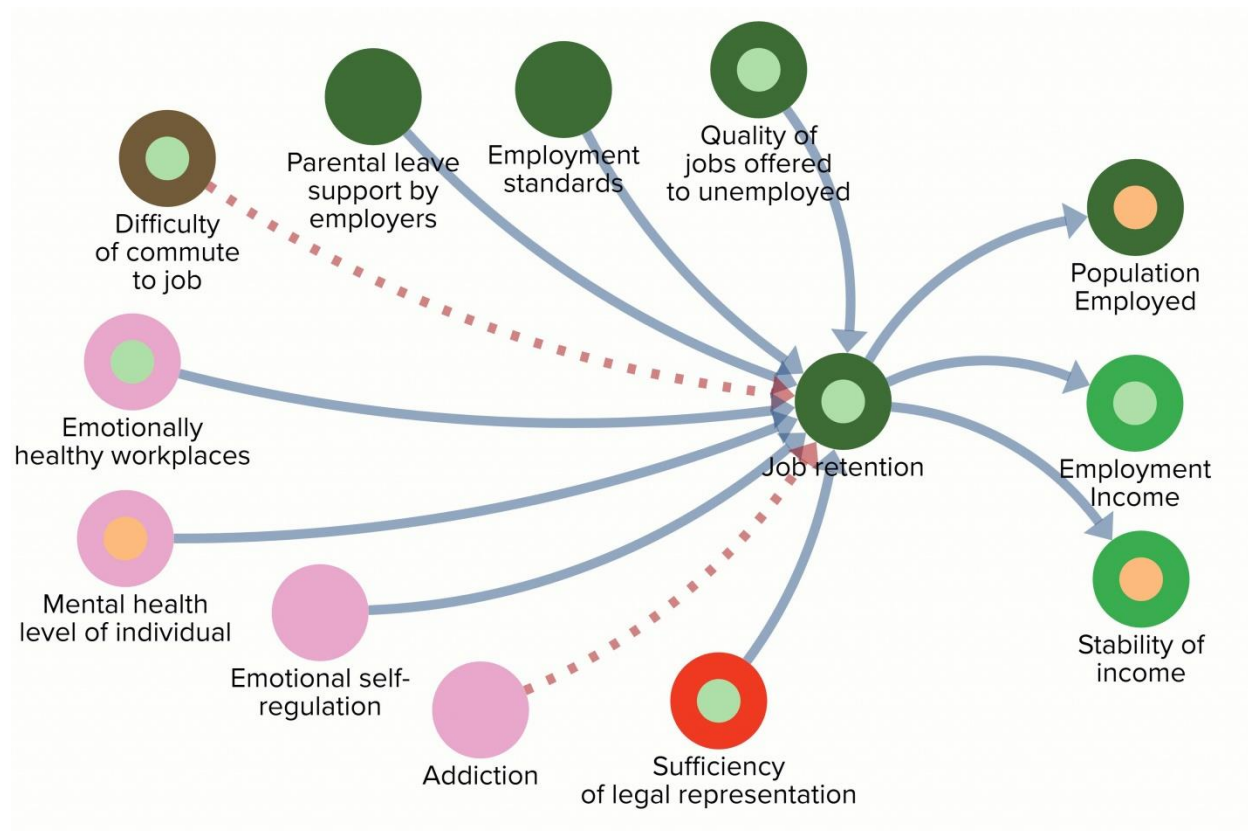 Parental leave
support by
employers
Employment
standards
Quality of
jobs offered
to unemployed
Difficulty
of commute
to job
Population
Employed
Emotionally
healthy workplaces
Job retention
Employment
Income
Mental health
level of individual
Emotional self-
regulation
Addiction
Sufficiency
of legal representation
Stability of
income